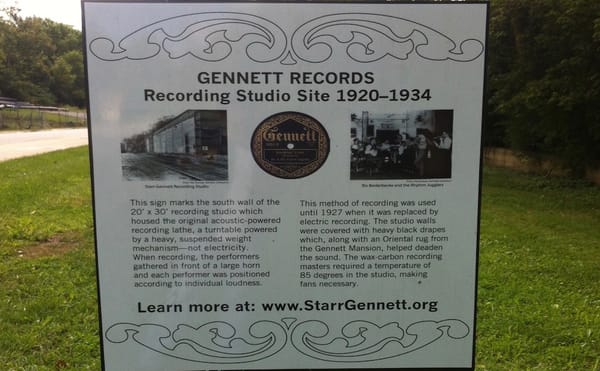 GENNETT RECORDS
Recording Studio Site 1920–1934
Gennett
Starr-Gennett Recording Studio
Bix Beiderbecke and the Rhythm Jugglers
This sign marks the south wall of the
20' x 30' recording studio which
housed the original acoustic-powered
recording lathe, a turntable powered
by a heavy, suspended weight
mechanism—not electricity.
When recording, the performers
gathered in front of a large horn
and each performer was positioned
according to individual loudness.
This method of recording was used
until 1927 when it was replaced by
electric recording. The studio walls
were covered with heavy black drapes
which, along with an Oriental rug from
the Gennett Mansion, helped deaden
the sound. The wax-carbon recording
masters required a temperature of
85 degrees in the studio, making
fans necessary.
Learn more at: www.StarrGennett.org